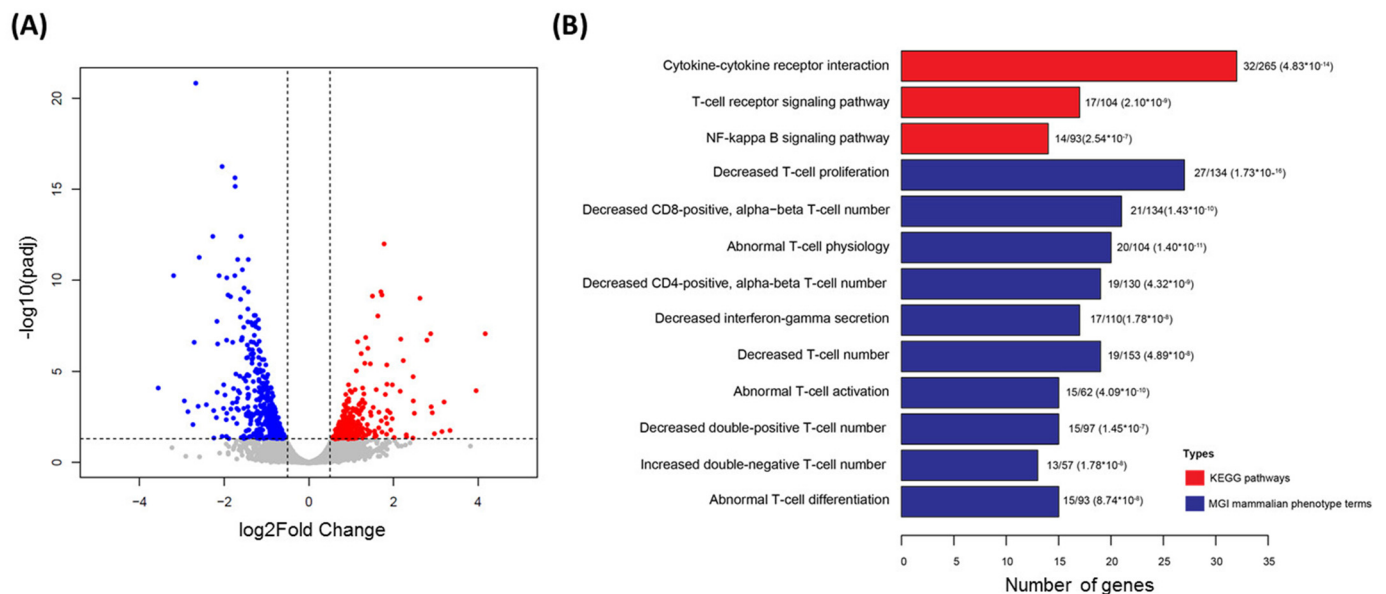 (A)
20
15
10
5
0
-log10(padj)
−4
−2
0
2
4
log2Fold Change
(B)
Cytokine-cytokine receptor interaction
32/265 (4.83*10-14)
T-cell receptor signaling pathway
17/104 (2.10*10-9)
NF-kappa B signaling pathway
14/93(2.54*10-7)
Decreased T-cell proliferation
27/134 (1.73*10-16)
Decreased CD8-positive, alpha−beta T-cell number
21/134(1.43*10-10)
Abnormal T-cell physiology
20/104 (1.40*10-11)
Decreased CD4-positive, alpha-beta T-cell number
19/130 (4.32*10-9)
Decreased interferon-gamma secretion
17/110(1.78*10-8)
Decreased T-cell number
19/153 (4.89*10-8)
Abnormal T-cell activation
15/62 (4.09*10-10)
Decreased double-positive T-cell number
15/97 (1.45*10-7)
Increased double-negative T-cell number
13/57 (1.78*10-8)
Abnormal T-cell differentiation
15/93 (8.74*10-8)
Types
KEGG pathways
MGI mammalian phenotype terms
0 5 10 15 20 25 30 35
Number of genes